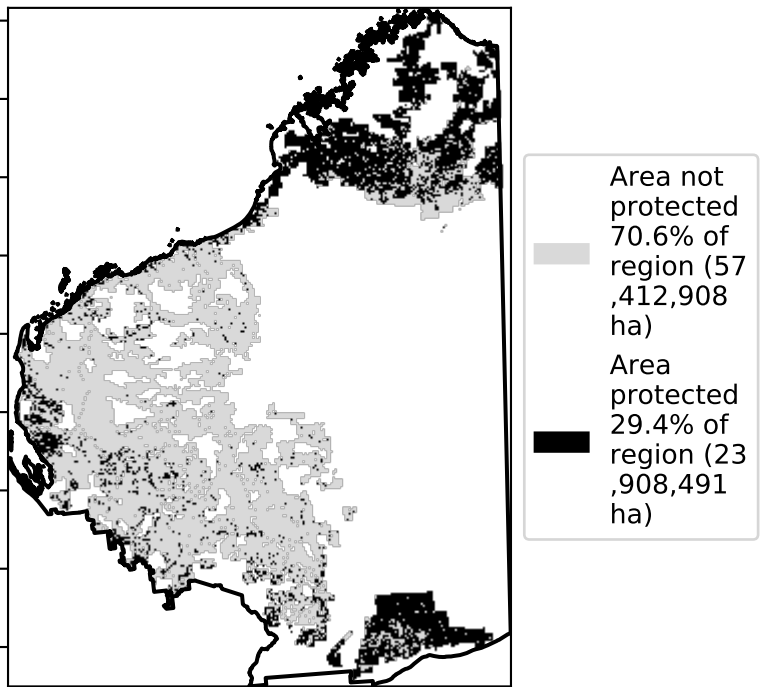 Area not
protected
70.6% of
region (57
,412,908
ha)
Area
protected
29.4% of
region (23
,908,491
ha)